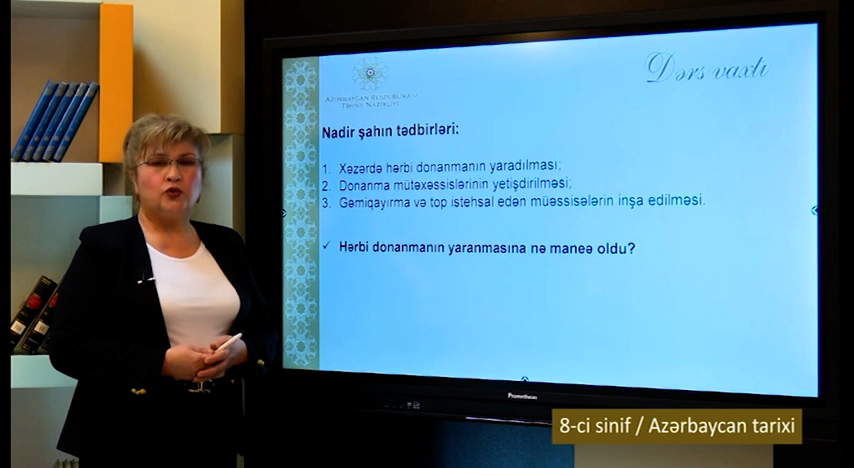 Dərs vaxtı
AZƏRBAYCAN RESPUBLİKASI
TƏHSİL NAZİRLİYİ
Nadir şahın tədbirləri:
1. Xəzərdə hərbi donanmanın yaradılması;
2. Donanma mütəxəssislərinin yetişdirilməsi;
3. Gəmiqayırma və top istehsal edən müəssisələrin inşa edilməsi.
✓ Hərbi donanmanın yaranmasına nə maneə oldu?
Promethean
8-ci sinif / Azərbaycan tarixi